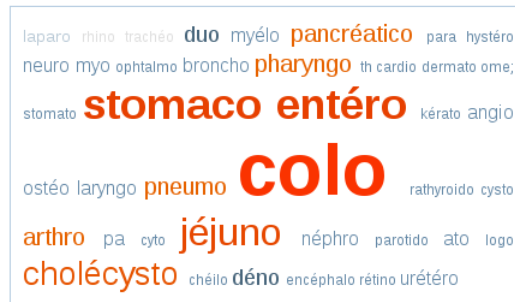 laparo rhino trachéo duo myélo pancréatico para hystéro
neuro myo ophtalmo broncho pharyngo th cardio dermato ome;
stomato stomaco entéro kérato angio
ostéo laryngo pneumo colo rathyroido cysto
arthro pa cyto jéjuno néphro parotido ato logo
cholécysto chéilo déno encéphalo rétino urétéro